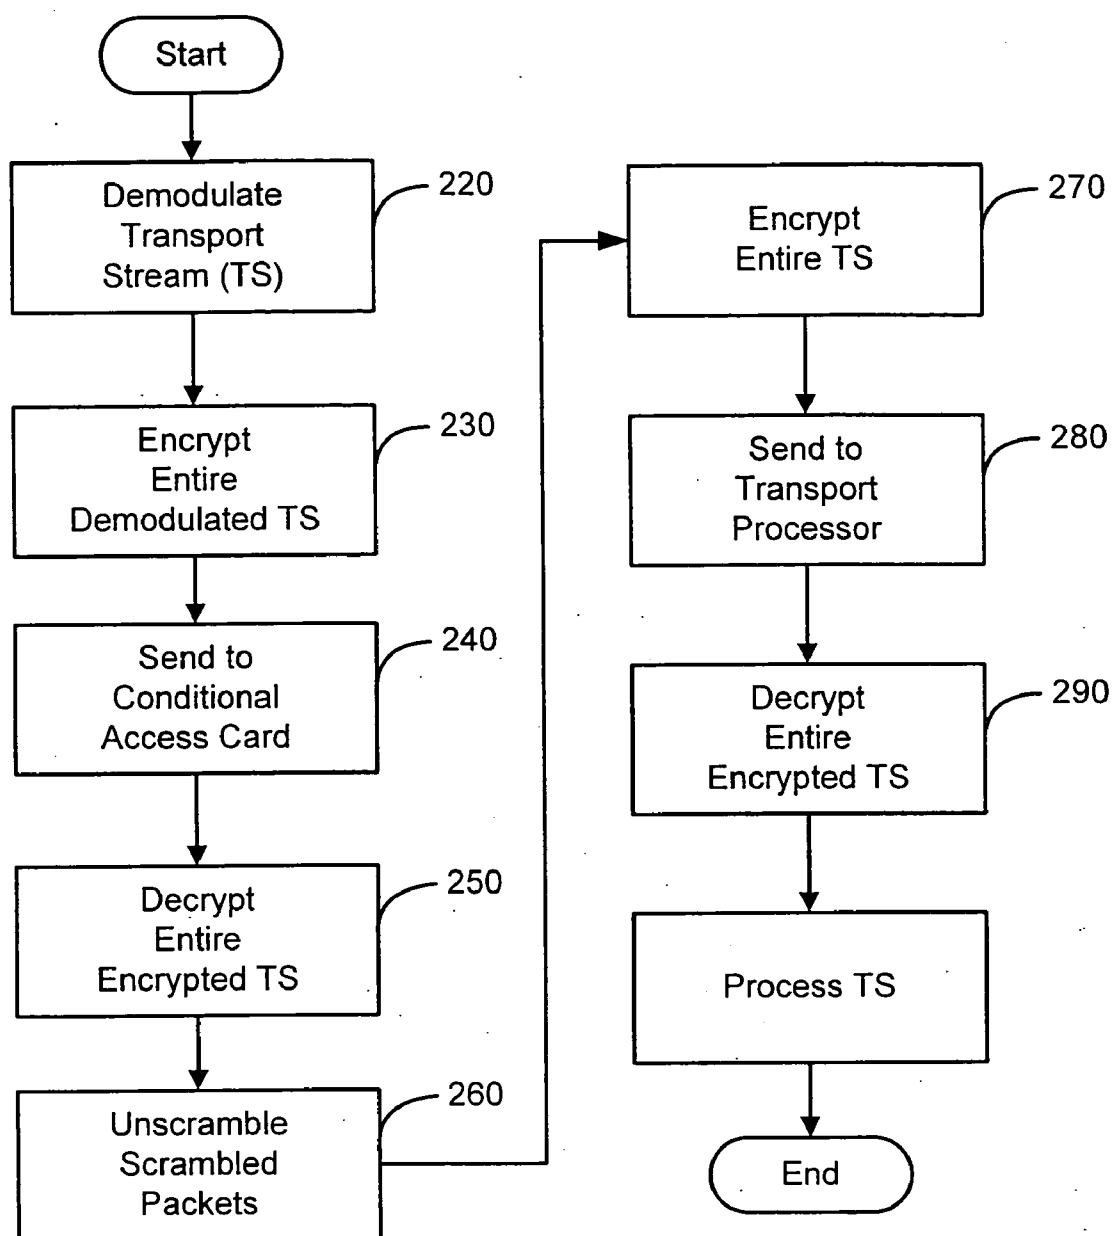 Start
Demodulate
Transport
Stream (TS)
220
Encrypt
Entire
Demodulated TS
230
Send to
Conditional
Access Card
240
Decrypt
Entire
Encrypted TS
250
Unscramble
Scrambled
Packets
260
Encrypt
Entire TS
270
Send to
Transport
Processor
280
Decrypt
Entire
Encrypted TS
290
Process TS
End